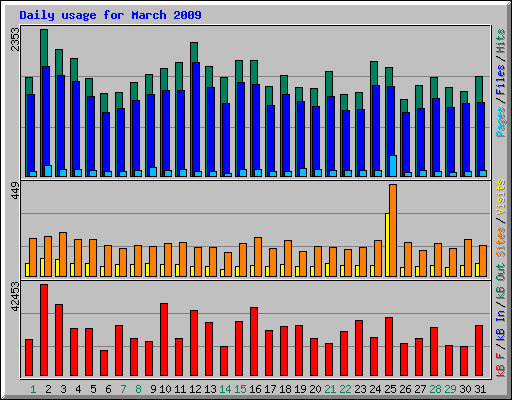 Daily usage for March 2009
2353
Pages / Files / Hits
449
Sites / Visits
42453
kB F / kB In / kB Out
1 2 3 4 5 6 7 8 9 10 11 12 13 14 15 16 17 18 19 20 21 22 23 24 25 26 27 28 29 30 31